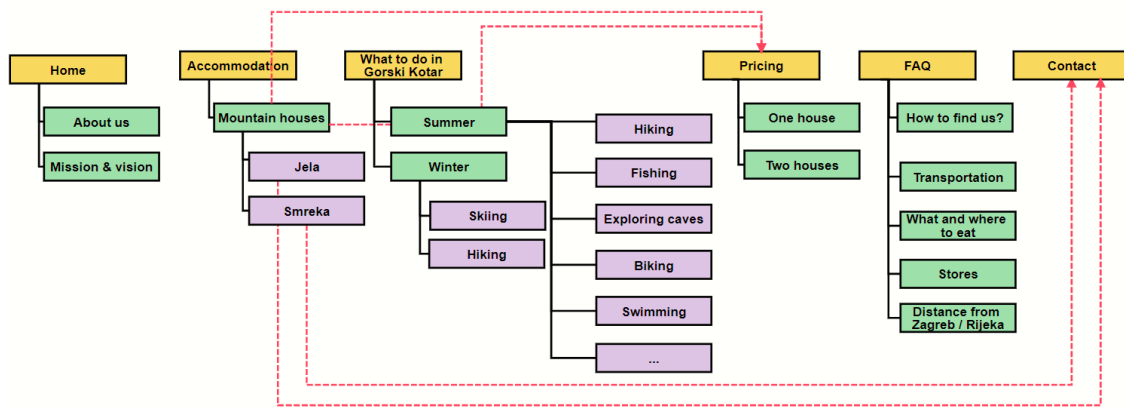 Home
About us
Mission & vision
Accommodation
Mountain houses
Jela
Smreka
What to do in
Gorski Kotar
Summer
Hiking
Fishing
Exploring caves
Biking
Swimming
...
Winter
Skiing
Hiking
Pricing
One house
Two houses
FAQ
How to find us?
Transportation
What and where
to eat
Stores
Distance from
Zagreb / Rijeka
Contact